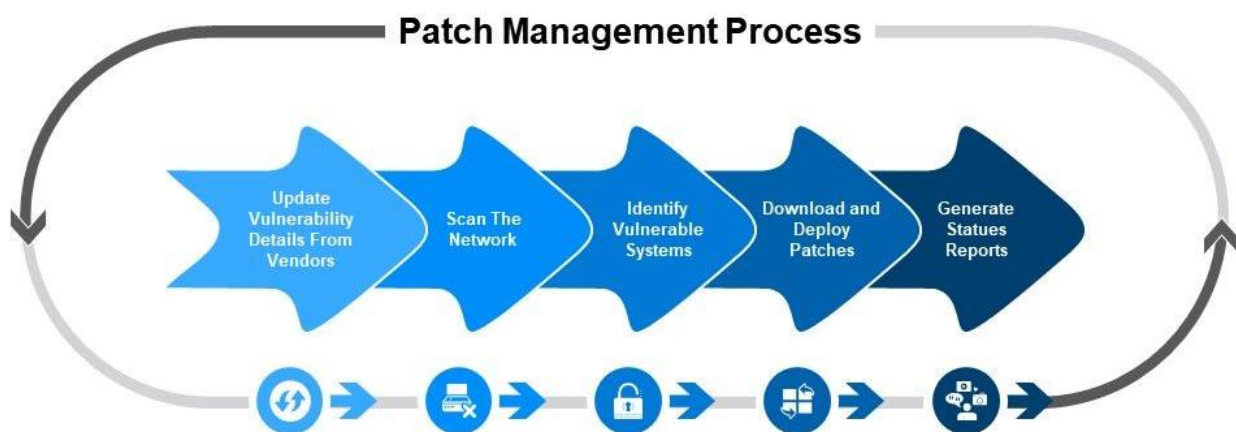 Patch Management Process
Update
Vulnerability
Details From
Vendors
Scan The
Network
Identify
Vulnerable
Systems
Download and
Deploy
Patches
Generate
Statues
Reports